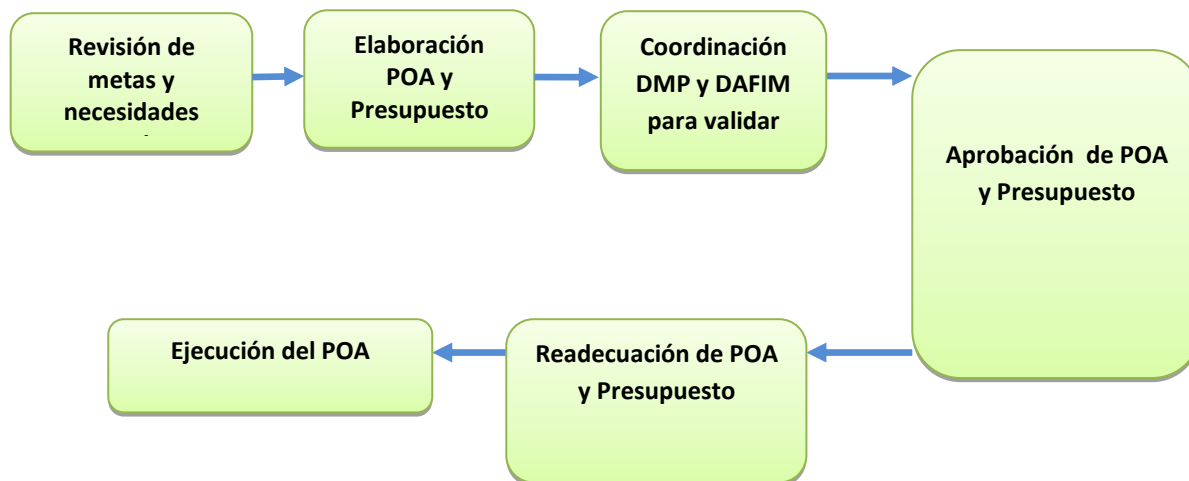 Revisión de
metas y
necesidades
Elaboración
POA y
Presupuesto
Coordinación
DMP y DAFIM
para validar
Aprobación de POA
y Presupuesto
Readecuación de POA
y Presupuesto
Ejecución del POA